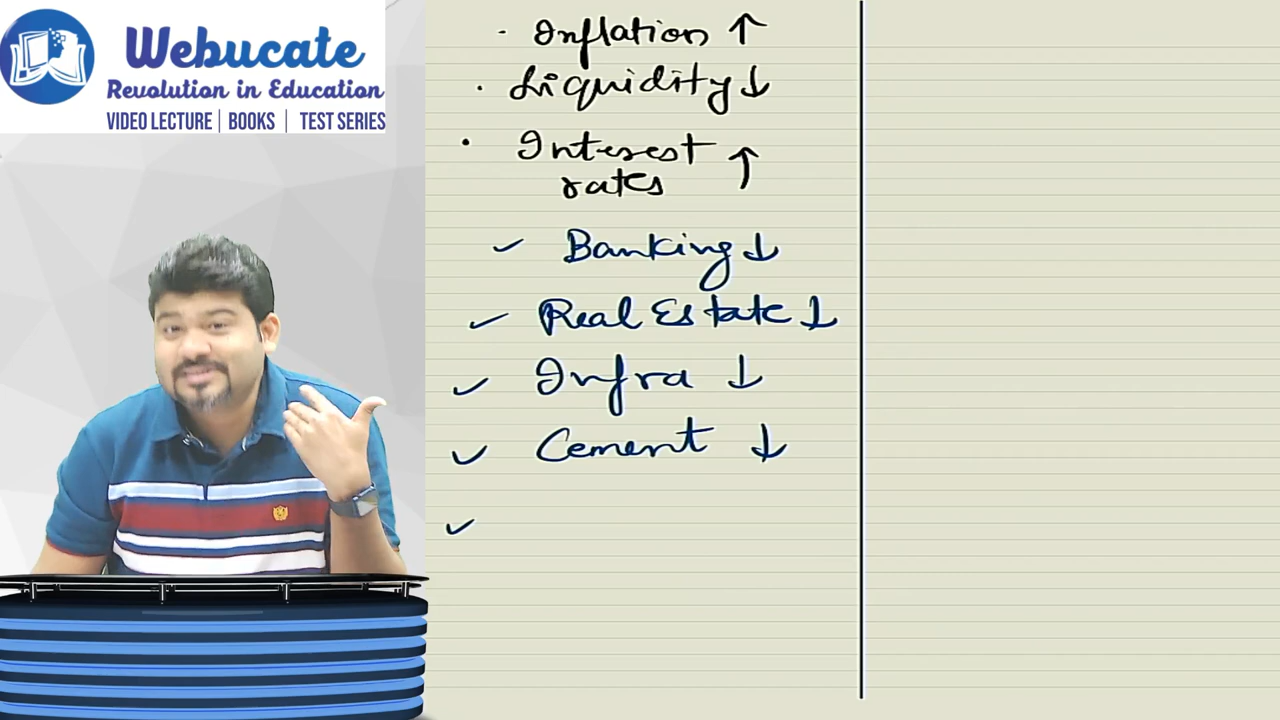 Webucate
Revolution in Education
VIDEO LECTURE | BOOKS | TEST SERIES
· Inflation ↑
· Liquidity ↓
· Interest ↑
rates
✓ Banking ↓
✓ Real Estate ↓
✓ Infra ↓
✓ Cement ↓
✓